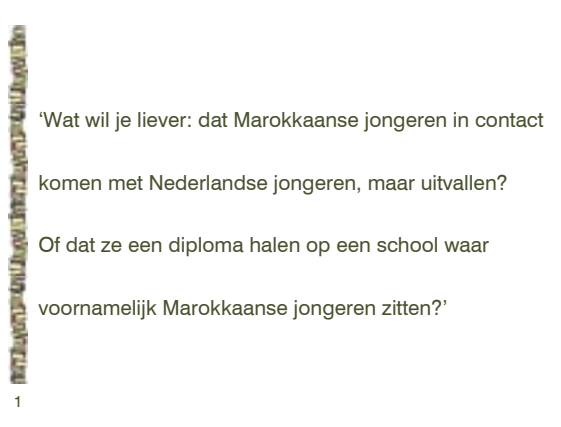 ‘Wat wil je liever: dat Marokkaanse jongeren in contact
komen met Nederlandse jongeren, maar uitvallen?
Of dat ze een diploma halen op een school waar
voornamelijk Marokkaanse jongeren zitten?’
1